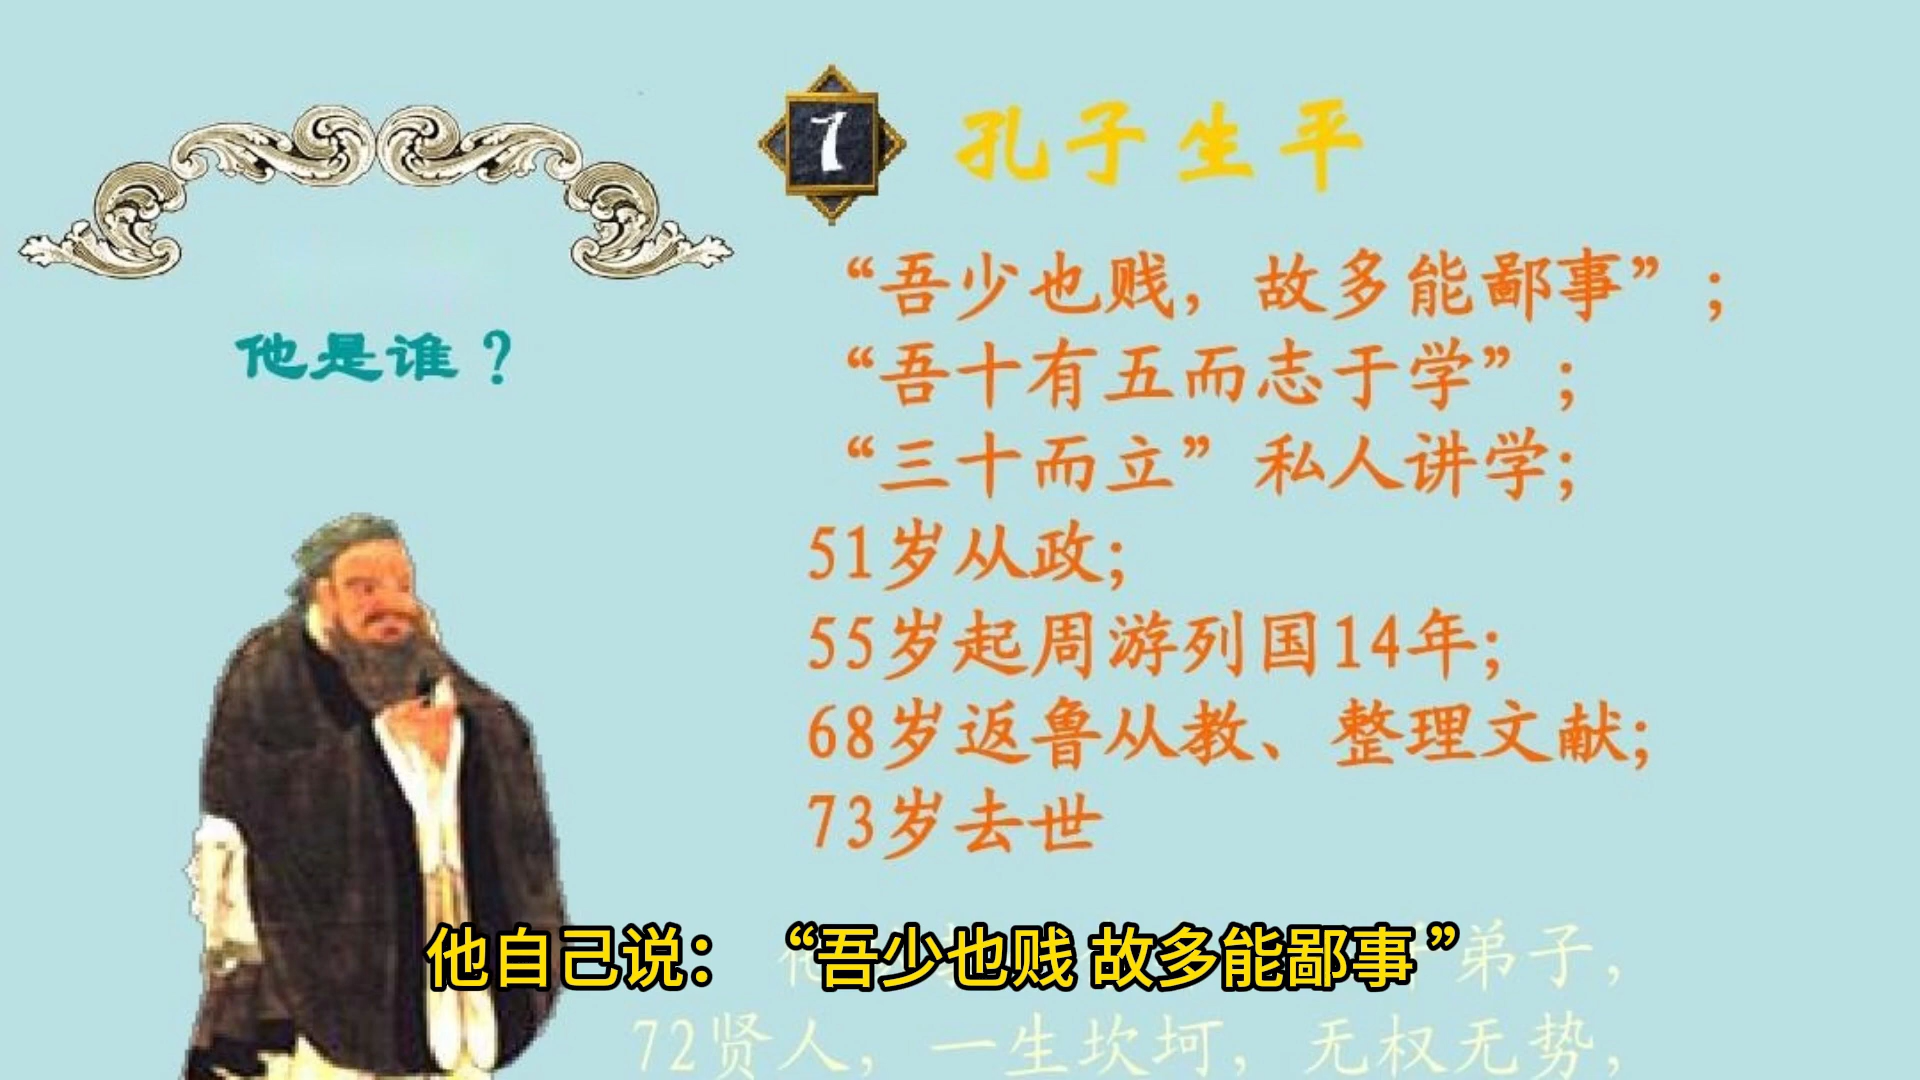 7
孔子生平
他是谁？
“吾少也贱，故多能鄙事”；
“吾十有五而志于学”；
“三十而立”私人讲学；
51岁从政；
55岁起周游列国14年；
68岁返鲁从教、整理文献；
73岁去世
弟子，
他自己说：“吾少也贱 故多能鄙事”
72贤人，一生坎坷，无权无势，